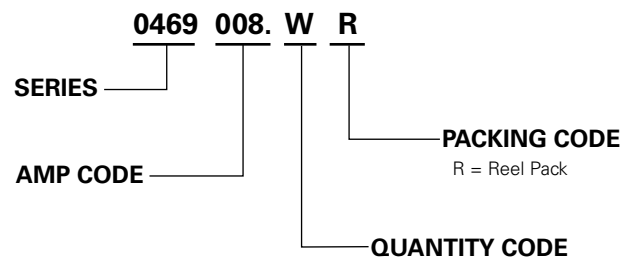 0469 008. W R
SERIES
PACKING CODE
R = Reel Pack
AMP CODE
QUANTITY CODE